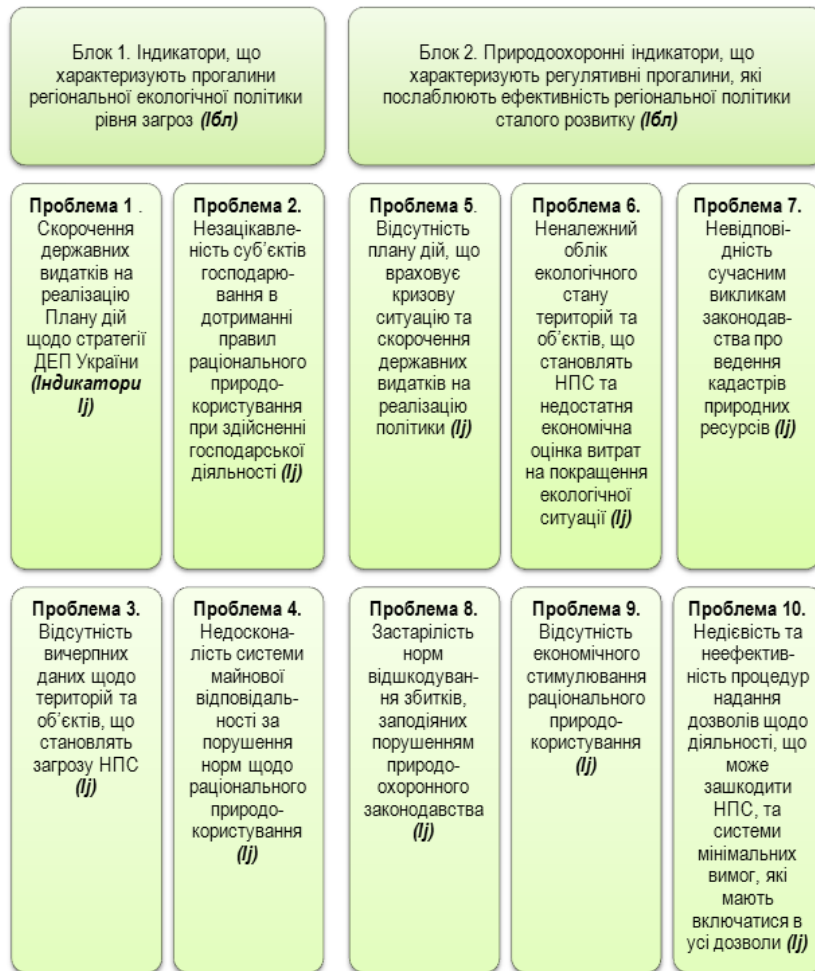 Блок 1. Індикатори, що
характеризують прогалини
регіональної екологічної політики
рівня загроз (Ібл)
Блок 2. Природоохоронні індикатори, що
характеризують регулятивні прогалини, які
послаблюють ефективність регіональної політики
сталого розвитку (Ібл)
Проблема 1 .
Скорочення
державних
видатків на
реалізацію
Плану дій
щодо стратегії
ДЕП України
(Індикатори
Ij)
Проблема 2.
Незацікавле-
ність суб’єктів
господарю-
вання в
дотриманні
правил
раціонального
природо-
користування
при здійсненні
господарської
діяльності (Ij)
Проблема 5.
Відсутність
плану дій, що
враховує
кризову
ситуацію та
скорочення
державних
видатків на
реалізацію
політики (Ij)
Проблема 6.
Неналежний
облік
екологічного
стану
територій та
об’єктів, що
становлять
НПС та
недостатня
економічна
оцінка витрат
на покращення
екологічної
ситуації (Ij)
Проблема 7.
Невідпові-
дність
сучасним
викликам
законодав-
ства про
ведення
кадастрів
природних
ресурсів (Ij)
Проблема 3.
Відсутність
вичерпних
даних щодо
територій та
об’єктів, що
становлять
загрозу НПС
(Ij)
Проблема 4.
Недоскона-
лість системи
майнової
відповідаль-
ності за
порушення
норм щодо
раціонального
природо-
користування
(Ij)
Проблема 8.
Застарілість
норм
відшкодуван-
ня збитків,
заподіяних
порушенням
природо-
охоронного
законодавства
(Ij)
Проблема 9.
Відсутність
економічного
стимулювання
раціонального
природо-
користування
(Ij)
Проблема 10.
Недієвість та
неефектив-
ність процедур
надання
дозволів щодо
діяльності, що
може
зашкодити
НПС, та
системи
мінімальних
вимог, які
мають
включатися в
усі дозволи (Ij)